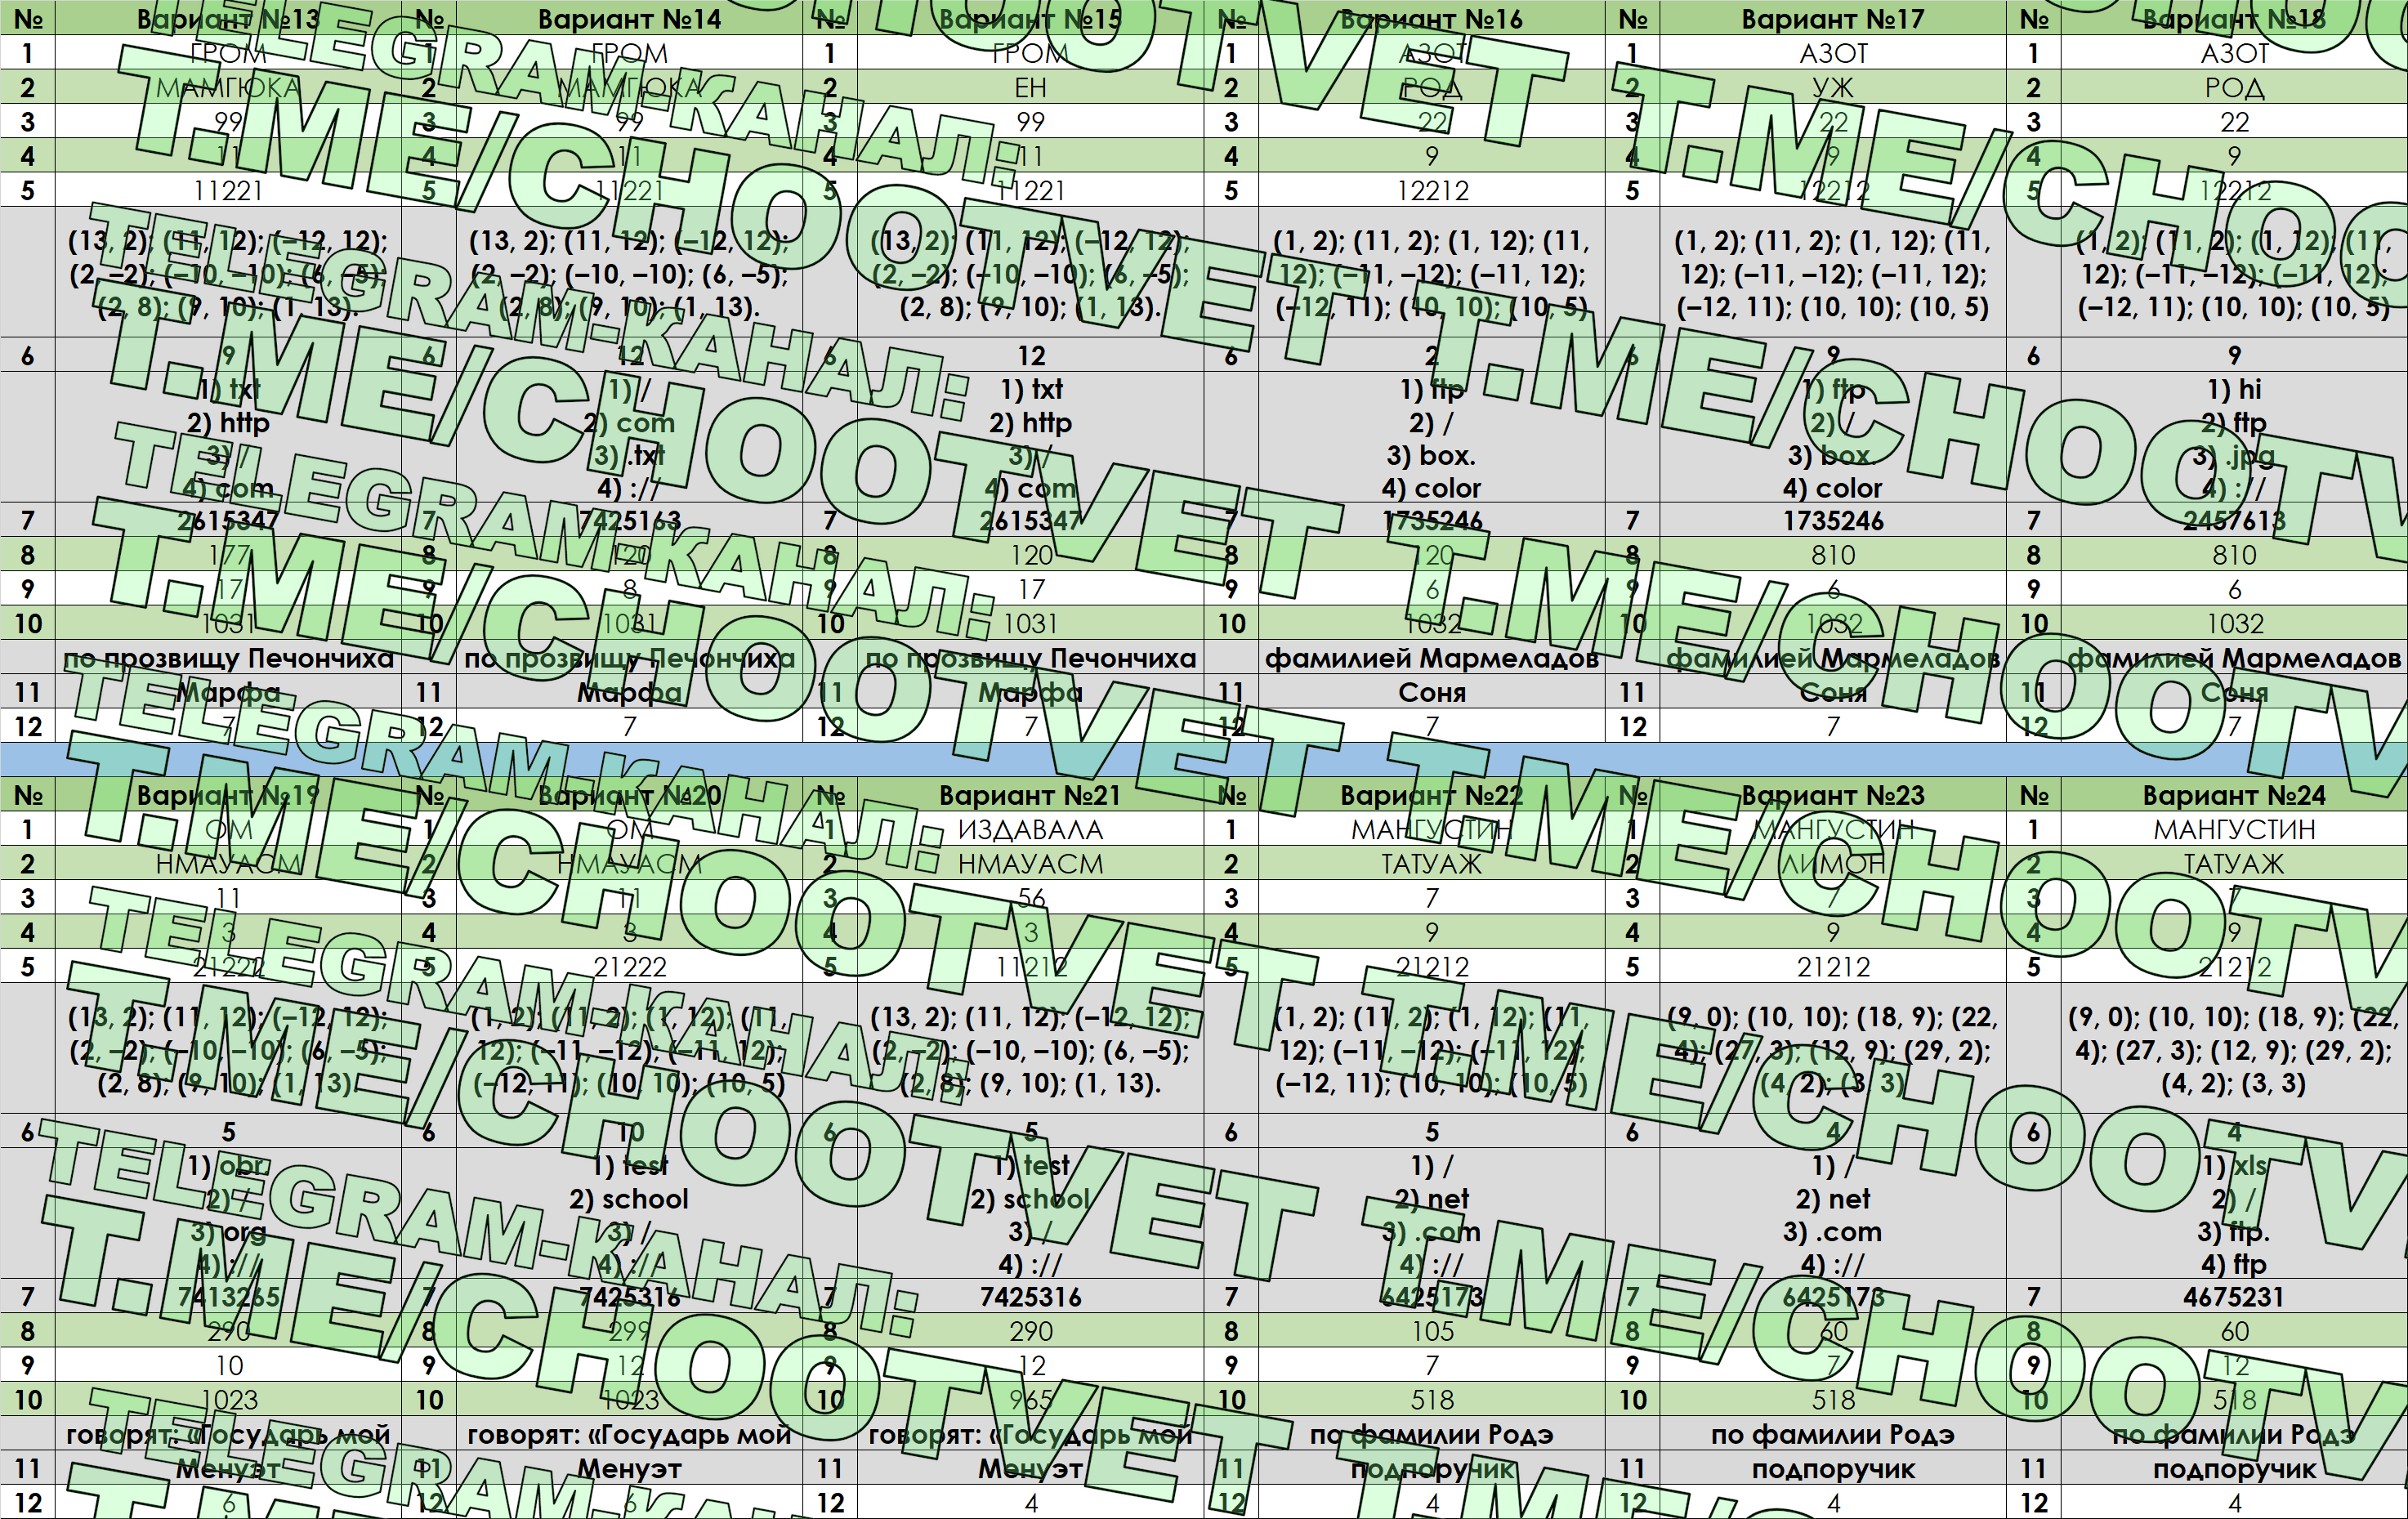 № Вариант №13 № Вариант №14 № Вариант №15 № Вариант №16 № Вариант №17 № Вариант №18
1 ГРОМ 1 ГРОМ 1 ГРОМ 1 АЗОТ 1 АЗОТ 1 АЗОТ
2 МАМГЮКА 2 МАМГЮКА 2 ЕН 2 РОД 2 УЖ 2 РОД
3 99 3 99 3 99 3 22 3 22 3 22
4 11 4 11 4 11 4 9 4 9 4 9
5 11221 5 11221 5 11221 5 12212 5 12212 5 12212
(13, 2); (11, 12); (–12, 12); (13, 2); (11, 12); (–12, 12); (13, 2); (11, 12); (–12, 12); (1, 2); (11, 2); (1, 12); (11, (1, 2); (11, 2); (1, 12); (11, (1, 2); (11, 2); (1, 12); (11,
(2, –2); (–10, –10); (6, –5); (2, –2); (–10, –10); (6, –5); (2, –2); (–10, –10); (6, –5); 12); (–11, –12); (–11, 12); 12); (–11, –12); (–11, 12); 12); (–11, –12); (–11, 12);
(2, 8); (9, 10); (1, 13). (2, 8); (9, 10); (1, 13). (2, 8); (9, 10); (1, 13). (–12, 11); (10, 10); (10, 5) (–12, 11); (10, 10); (10, 5) (–12, 11); (10, 10); (10, 5)
6 9 6 12 6 12 6 2 6 9 6 9
1) txt 1) / 1) txt 1) ftp 1) ftp 1) hi
2) http 2) com 2) http 2) / 2) / 2) ftp
3) / 3) .txt 3) / 3) box. 3) box. 3) .jpg
4) com 4) :// 4) com 4) color 4) color 4) ://
7 2615347 7 7425163 7 2615347 7 1735246 7 1735246 7 2457613
8 177 8 120 8 120 8 120 8 810 8 810
9 17 9 8 9 17 9 6 9 6 9 6
10 1031 10 1031 10 1031 10 1032 10 1032 10 1032
по прозвищу Печончиха по прозвищу Печончиха по прозвищу Печончиха фамилией Мармеладов фамилией Мармеладов фамилией Мармеладов
11 Марфа 11 Марфа 11 Марфа 11 Соня 11 Соня 11 Соня
12 7 12 7 12 7 12 7 12 7 12 7
№ Вариант №19 № Вариант №20 № Вариант №21 № Вариант №22 № Вариант №23 № Вариант №24
1 ОМ 1 ОМ 1 ИЗДАВАЛА 1 МАНГУСТИН 1 МАНГУСТИН 1 МАНГУСТИН
2 НМАУАСМ 2 НМАУАСМ 2 НМАУАСМ 2 ТАТУАЖ 2 ЛИМОН 2 ТАТУАЖ
3 11 3 11 3 56 3 7 3 7 3 7
4 3 4 3 4 3 4 9 4 9 4 9
5 21222 5 21222 5 11212 5 21212 5 21212 5 21212
(13, 2); (11, 12); (–12, 12); (1, 2); (11, 2); (1, 12); (11, (13, 2); (11, 12); (–12, 12); (1, 2); (11, 2); (1, 12); (11, (9, 0); (10, 10); (18, 9); (22, (9, 0); (10, 10); (18, 9); (22,
(2, –2); (–10, –10); (6, –5); 12); (–11, –12); (–11, 12); (2, –2); (–10, –10); (6, –5); 12); (–11, –12); (–11, 12); 4); (27, 3); (12, 9); (29, 2); 4); (27, 3); (12, 9); (29, 2);
(2, 8); (9, 10); (1, 13). (–12, 11); (10, 10); (10, 5) (2, 8); (9, 10); (1, 13). (–12, 11); (10, 10); (10, 5) (4, 2); (3, 3) (4, 2); (3, 3)
6 5 6 10 6 5 6 5 6 4 6 4
1) obr. 1) test 1) test 1) / 1) / 1) xls
2) / 2) school 2) school 2) net 2) net 2) /
3) org 3) / 3) / 3) .com 3) .com 3) ftp.
4) :// 4) :// 4) :// 4) :// 4) :// 4) ftp
7 7413265 7 7425316 7 7425316 7 6425173 7 6425173 7 4675231
8 290 8 299 8 290 8 105 8 60 8 60
9 10 9 12 9 12 9 7 9 7 9 12
10 1023 10 1023 10 965 10 518 10 518 10 518
говорят: «Государь мой говорят: «Государь мой говорят: «Государь мой по фамилии Родэ по фамилии Родэ по фамилии Родэ
11 Менуэт 11 Менуэт 11 Менуэт 11 подпоручик 11 подпоручик 11 подпоручик
12 6 12 6 12 4 12 4 12 4 12 4
TELEGRAM-КАНАЛ:
T.ME/CHOOTVET
TELEGRAM-КАНАЛ:
T.ME/CHOOTVET
TELEGRAM-КАНАЛ:
T.ME/CHOOTVET
TELEGRAM-КАНАЛ:
T.ME/CHOOTVET
TELEGRAM-КАНАЛ:
T.ME/CHOOTVET
TELEGRAM-КАНАЛ:
T.ME/CHOOTVET